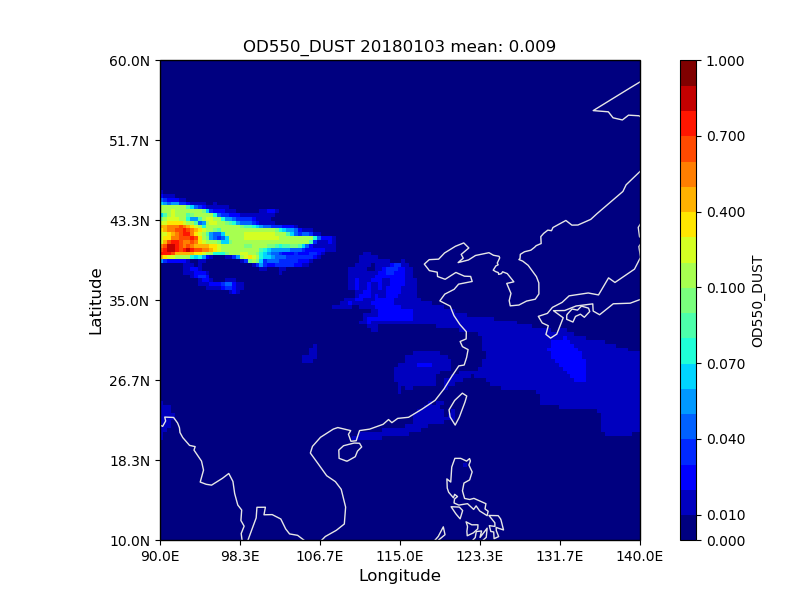 OD550_DUST 20180103 mean: 0.009
60.0N
51.7N
43.3N
35.0N
26.7N
18.3N
10.0N
Latitude
90.0E 98.3E 106.7E 115.0E 123.3E 131.7E 140.0E
Longitude
1.000
0.700
0.400
0.100
0.070
0.040
0.010
0.000
OD550_DUST